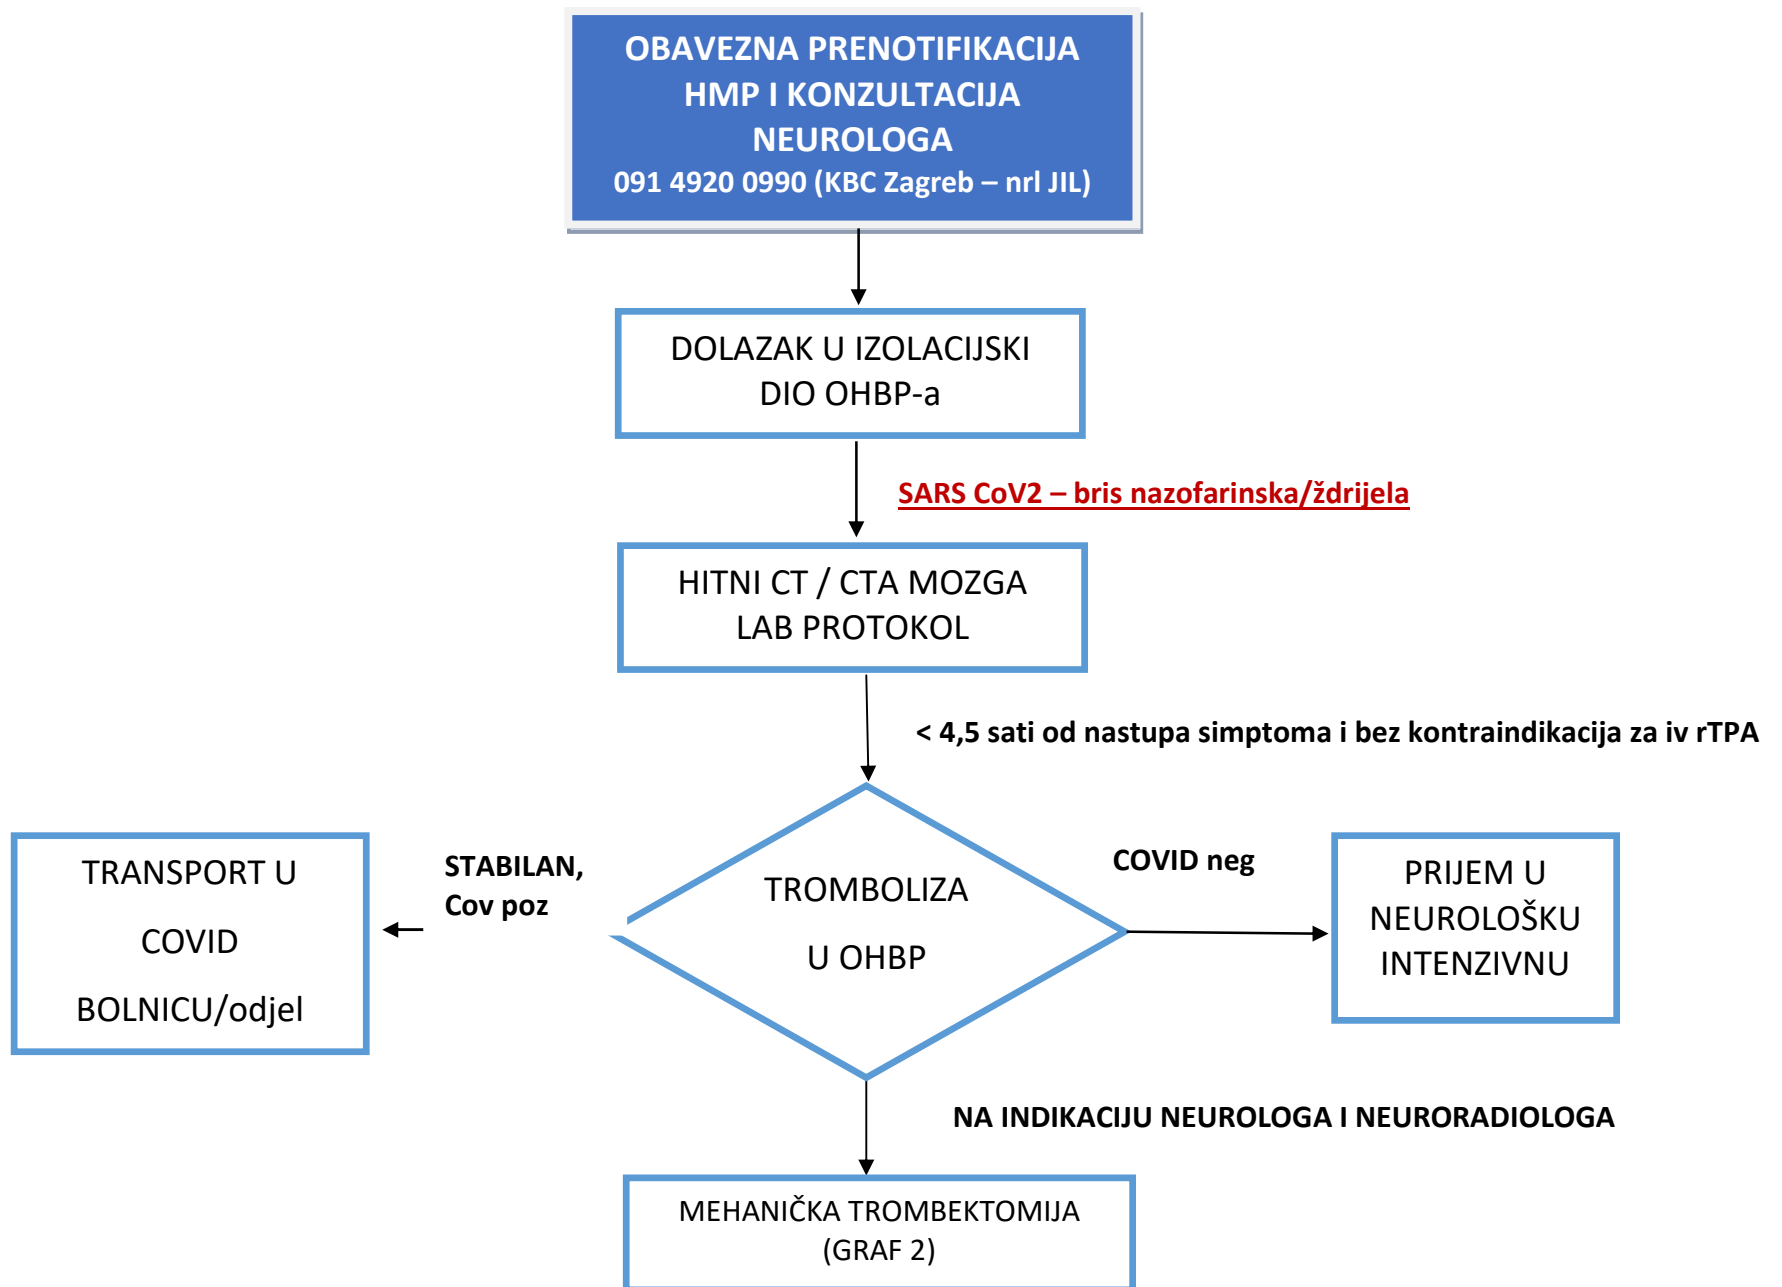 OBAVEZNA PRENOTIFIKACIJA
HMP I KONZULTACIJA
NEUROLOGA
091 4920 0990 (KBC Zagreb – nrl JIL)
DOLAZAK U IZOLACIJSKI
DIO OHBP-a
SARS CoV2 – bris nazofarinska/ždrijela
HITNI CT / CTA MOZGA
LAB PROTOKOL
< 4,5 sati od nastupa simptoma i bez kontraindikacija za iv rTPA
TRANSPORT U
COVID
BOLNICU/odjel
STABILAN,
Cov poz
TROMBOLIZA
U OHBP
COVID neg
PRIJEM U
NEUROLOŠKU
INTENZIVNU
NA INDIKACIJU NEUROLOGA I NEURORADIOLOGA
MEHANIČKA TROMBEKTOMIJA
(GRAF 2)